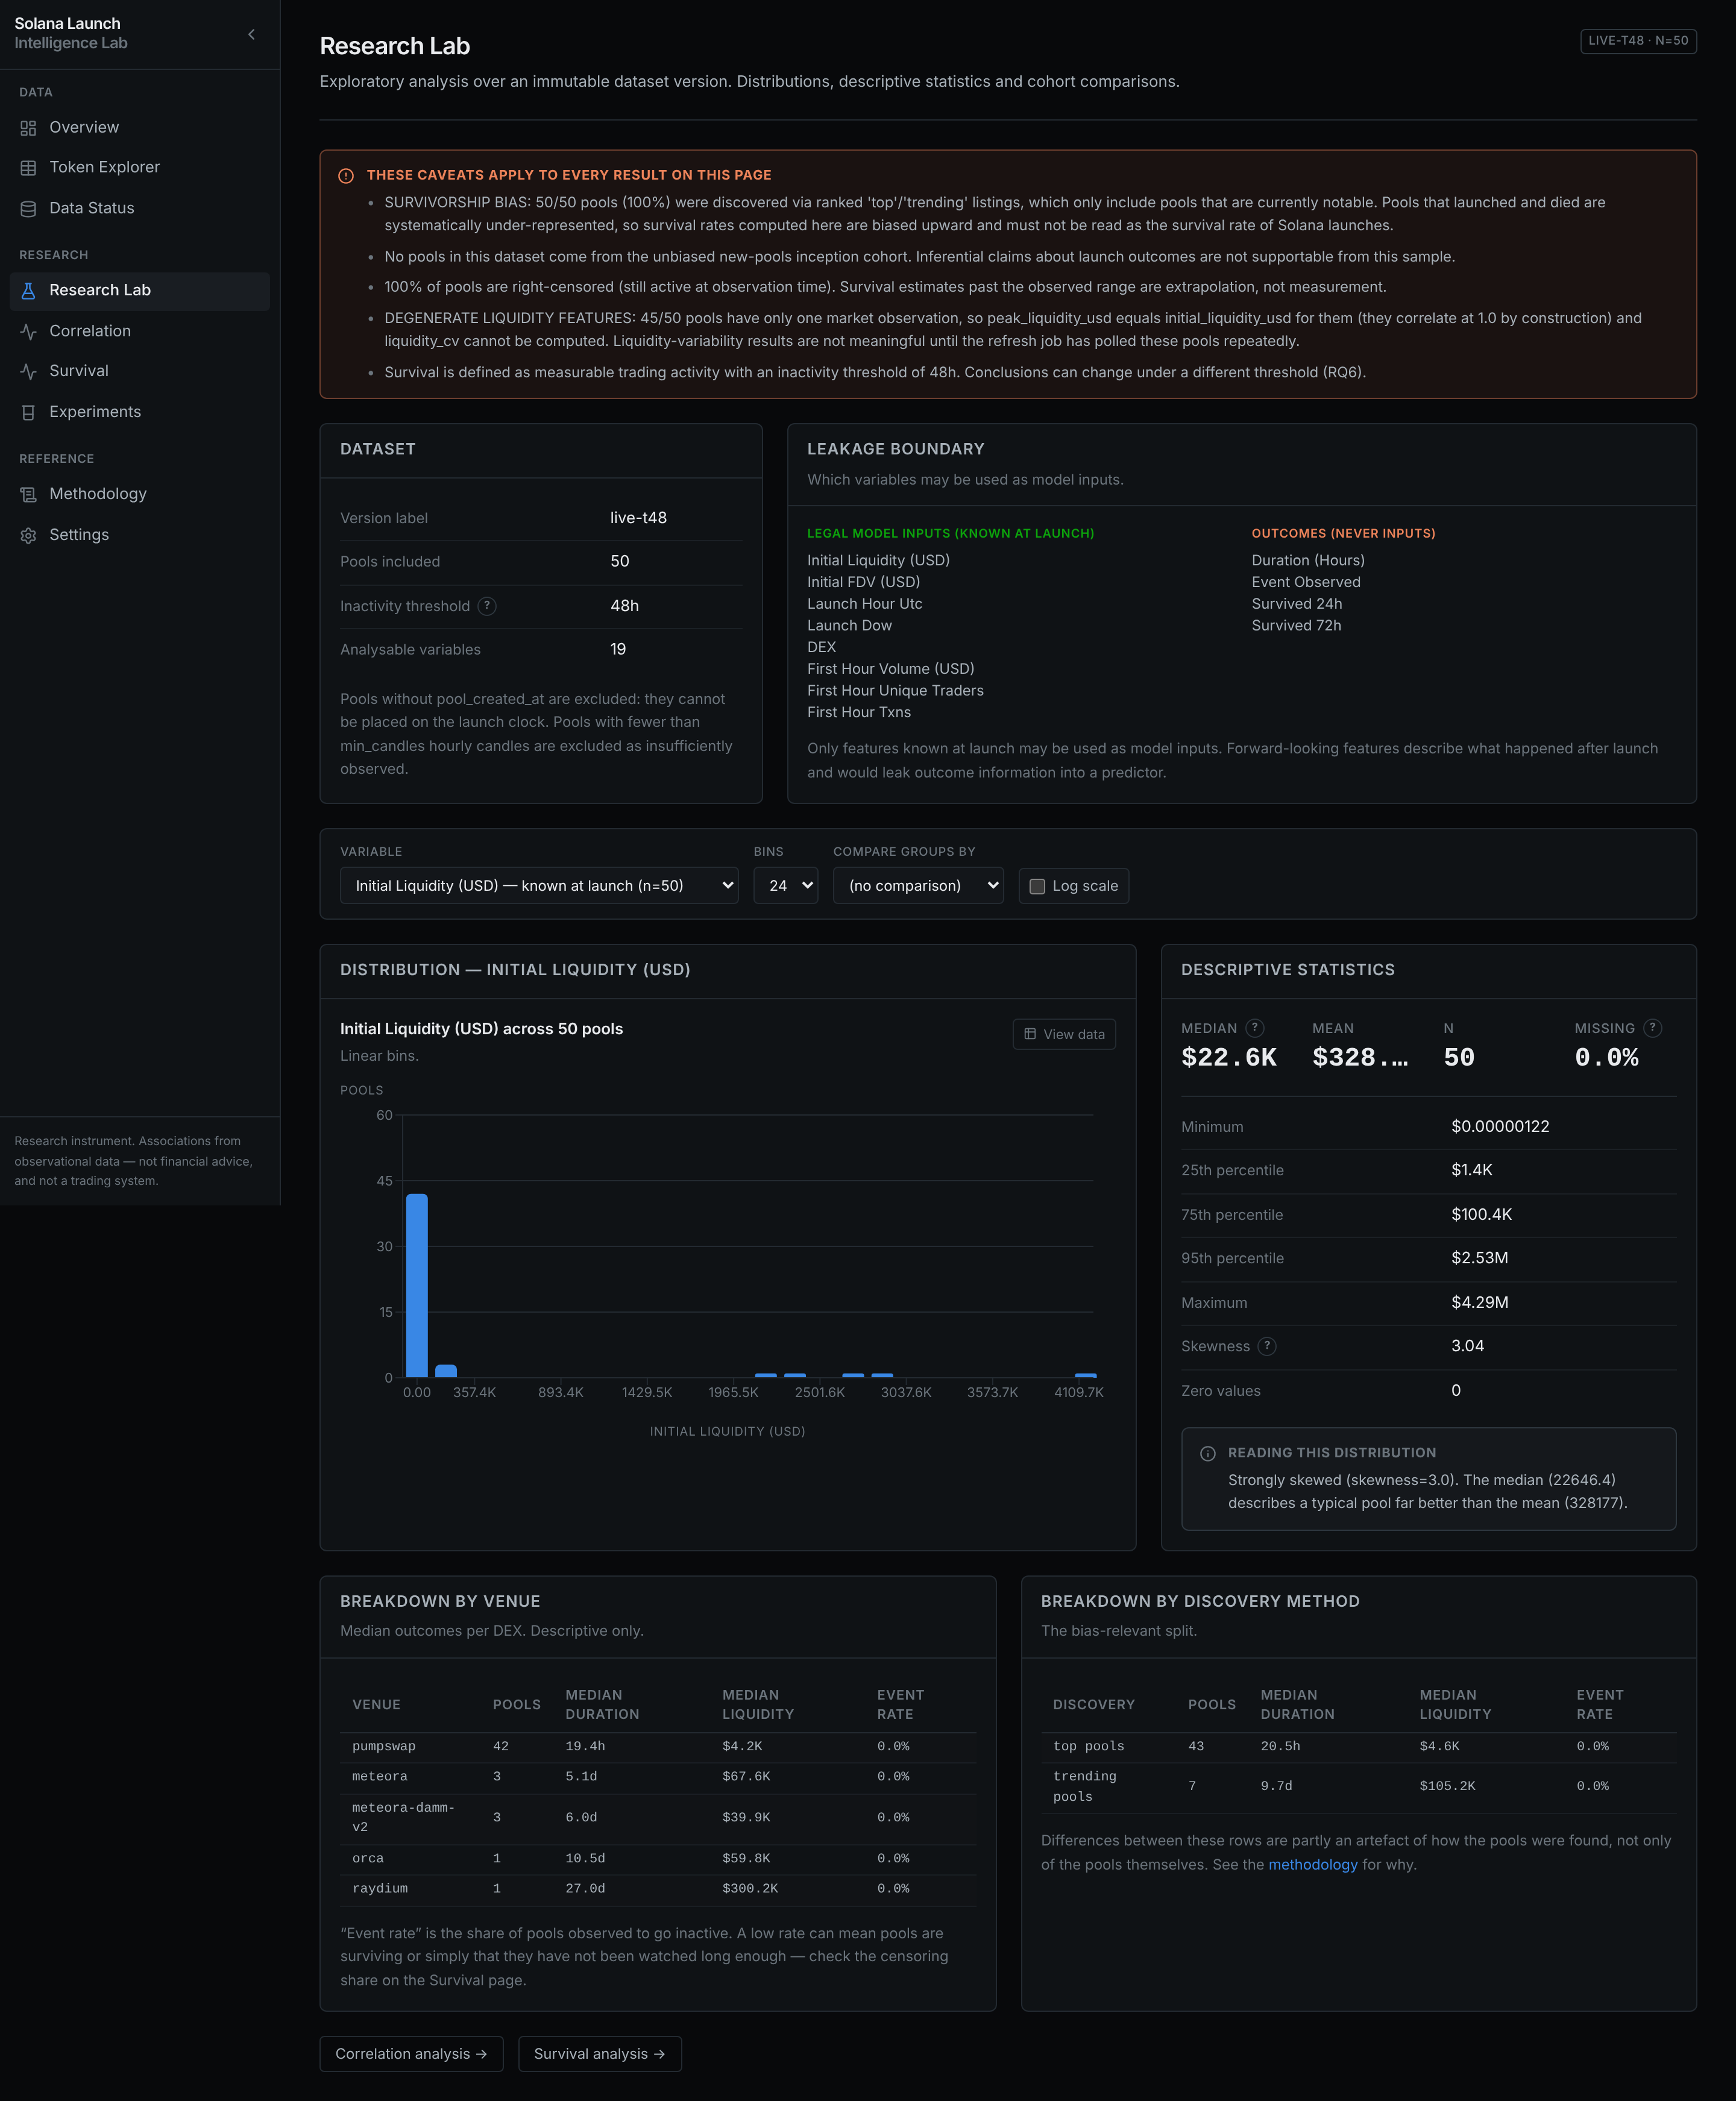 Solana Launch
Intelligence Lab
DATA
Overview
Token Explorer
Data Status
RESEARCH
Research Lab
Correlation
Survival
Experiments
REFERENCE
Methodology
Settings
Research instrument. Associations from
observational data — not financial advice,
and not a trading system.
Research Lab
LIVE-T48 · N=50
Exploratory analysis over an immutable dataset version. Distributions, descriptive statistics and cohort comparisons.
THESE CAVEATS APPLY TO EVERY RESULT ON THIS PAGE
• SURVIVORSHIP BIAS: 50/50 pools (100%) were discovered via ranked 'top'/'trending' listings, which only include pools that are currently notable. Pools that launched and died are
systematically under-represented, so survival rates computed here are biased upward and must not be read as the survival rate of Solana launches.
• No pools in this dataset come from the unbiased new-pools inception cohort. Inferential claims about launch outcomes are not supportable from this sample.
• 100% of pools are right-censored (still active at observation time). Survival estimates past the observed range are extrapolation, not measurement.
• DEGENERATE LIQUIDITY FEATURES: 45/50 pools have only one market observation, so peak_liquidity_usd equals initial_liquidity_usd for them (they correlate at 1.0 by construction) and
liquidity_cv cannot be computed. Liquidity-variability results are not meaningful until the refresh job has polled these pools repeatedly.
• Survival is defined as measurable trading activity with an inactivity threshold of 48h. Conclusions can change under a different threshold (RQ6).
DATASET
Version label live-t48
Pools included 50
Inactivity threshold ? 48h
Analysable variables 19
Pools without pool_created_at are excluded: they cannot
be placed on the launch clock. Pools with fewer than
min_candles hourly candles are excluded as insufficiently
observed.
LEAKAGE BOUNDARY
Which variables may be used as model inputs.
LEGAL MODEL INPUTS (KNOWN AT LAUNCH)
Initial Liquidity (USD)
Initial FDV (USD)
Launch Hour Utc
Launch Dow
DEX
First Hour Volume (USD)
First Hour Unique Traders
First Hour Txns
OUTCOMES (NEVER INPUTS)
Duration (Hours)
Event Observed
Survived 24h
Survived 72h
Only features known at launch may be used as model inputs. Forward-looking features describe what happened after launch
and would leak outcome information into a predictor.
VARIABLE
Initial Liquidity (USD) — known at launch (n=50)
BINS
24
COMPARE GROUPS BY
(no comparison)
Log scale
DISTRIBUTION — INITIAL LIQUIDITY (USD)
Initial Liquidity (USD) across 50 pools
Linear bins.
View data
POOLS
60
45
30
15
0
0.00 357.4K 893.4K 1429.5K 1965.5K 2501.6K 3037.6K 3573.7K 4109.7K
INITIAL LIQUIDITY (USD)
DESCRIPTIVE STATISTICS
MEDIAN ? MEAN N MISSING ?
$22.6K $328.… 50 0.0%
Minimum $0.00000122
25th percentile $1.4K
75th percentile $100.4K
95th percentile $2.53M
Maximum $4.29M
Skewness ? 3.04
Zero values 0
READING THIS DISTRIBUTION
Strongly skewed (skewness=3.0). The median (22646.4)
describes a typical pool far better than the mean (328177).
BREAKDOWN BY VENUE
Median outcomes per DEX. Descriptive only.
VENUE POOLS MEDIAN DURATION MEDIAN LIQUIDITY EVENT RATE
pumpswap 42 19.4h $4.2K 0.0%
meteora 3 5.1d $67.6K 0.0%
meteora-damm-v2 3 6.0d $39.9K 0.0%
orca 1 10.5d $59.8K 0.0%
raydium 1 27.0d $300.2K 0.0%
“Event rate” is the share of pools observed to go inactive. A low rate can mean pools are
surviving or simply that they have not been watched long enough — check the censoring
share on the Survival page.
BREAKDOWN BY DISCOVERY METHOD
The bias-relevant split.
DISCOVERY POOLS MEDIAN DURATION MEDIAN LIQUIDITY EVENT RATE
top pools 43 20.5h $4.6K 0.0%
trending pools 7 9.7d $105.2K 0.0%
Differences between these rows are partly an artefact of how the pools were found, not only
of the pools themselves. See the methodology for why.
Correlation analysis →
Survival analysis →